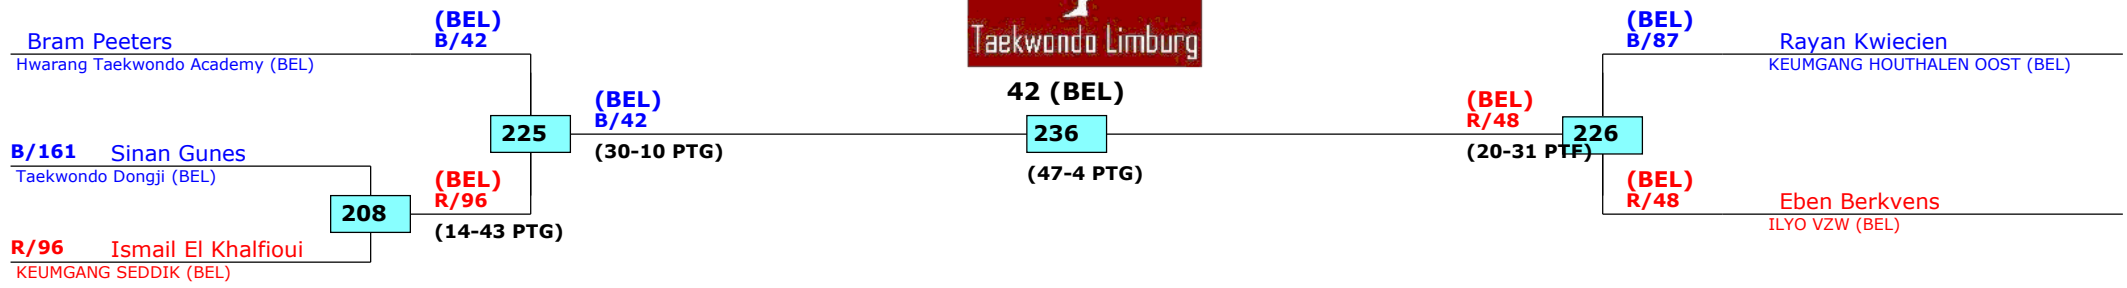 (BEL)
B/42
Bram Peeters
Hwarang Taekwondo Academy (BEL)
B/161 Sinan Gunes
Taekwondo Dongji (BEL)
208
R/96 Ismail El Khalfioui
KEUMGANG SEDDIK (BEL)
(BEL)
R/96
(14-43 PTG)
225
(BEL)
B/42
(30-10 PTG)
Taekwondo Limburg
42 (BEL)
236
(47-4 PTG)
(BEL)
R/48
(20-31 PTF)
226
(BEL)
B/87
Rayan Kwiecien
KEUMGANG HOUTHALEN OOST (BEL)
(BEL)
R/48
Eben Berkvens
ILYO VZW (BEL)